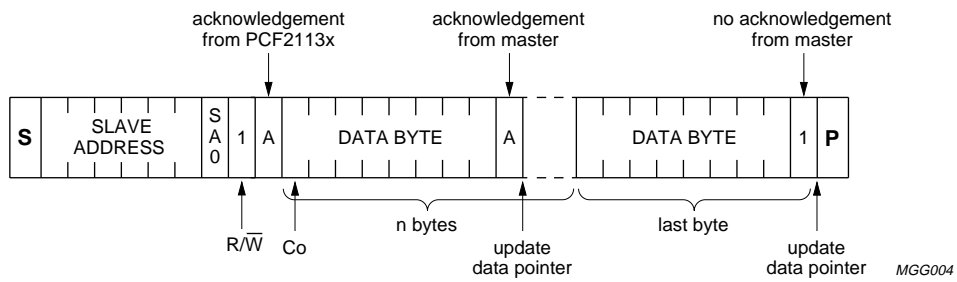 acknowledgement
from PCF2113x
acknowledgement
from master
no acknowledgement
from master
S
SLAVE
ADDRESS
S
A
0
1
A
DATA BYTE
A
DATA BYTE
1
P
R/W̅
Co
n bytes
update
data pointer
last byte
update
data pointer
MGG004